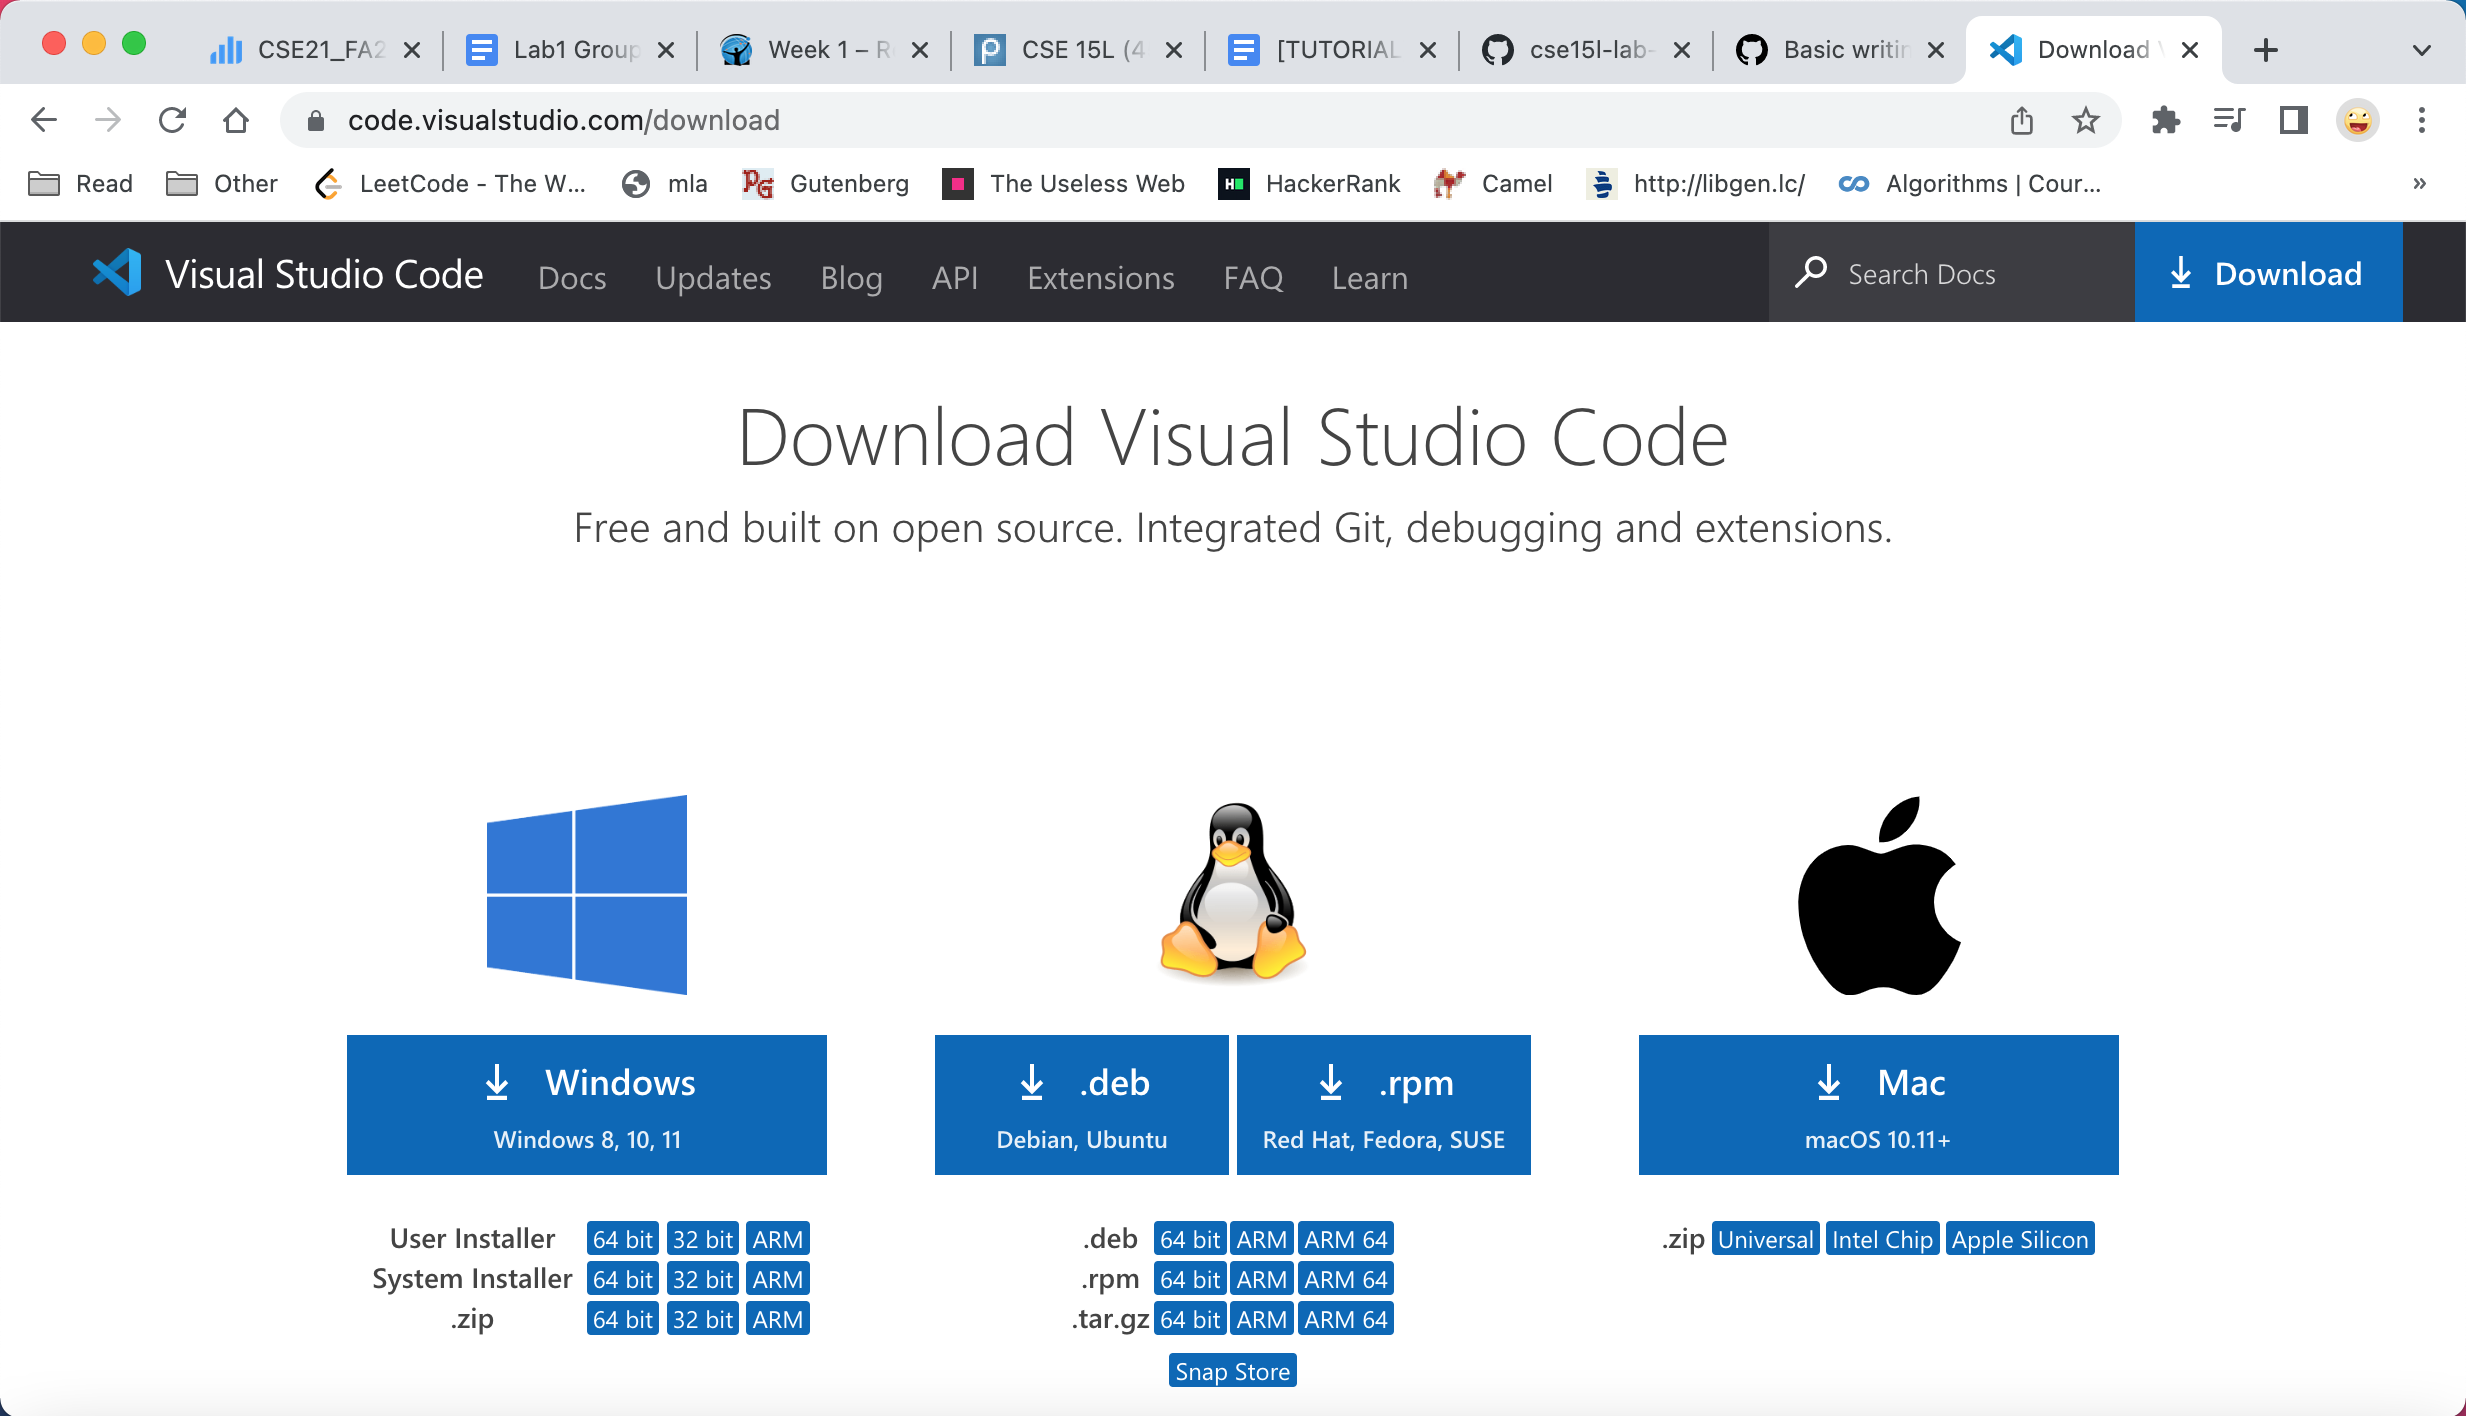 CSE21_FA2 Lab1 Group Week 1 – R CSE 15L (4 [TUTORIAL cse15l-lab- Basic writin Download
code.visualstudio.com/download
Read Other LeetCode - The W... mla Gutenberg The Useless Web HackerRank Camel http://libgen.lc/ Algorithms | Cour... »
Visual Studio Code Docs Updates Blog API Extensions FAQ Learn Search Docs Download
Download Visual Studio Code
Free and built on open source. Integrated Git, debugging and extensions.
Windows
Windows 8, 10, 11
User Installer 64 bit 32 bit ARM
System Installer 64 bit 32 bit ARM
.zip 64 bit 32 bit ARM
.deb
Debian, Ubuntu
.rpm
Red Hat, Fedora, SUSE
.deb 64 bit ARM ARM 64
.rpm 64 bit ARM ARM 64
.tar.gz 64 bit ARM ARM 64
Snap Store
Mac
macOS 10.11+
.zip Universal Intel Chip Apple Silicon